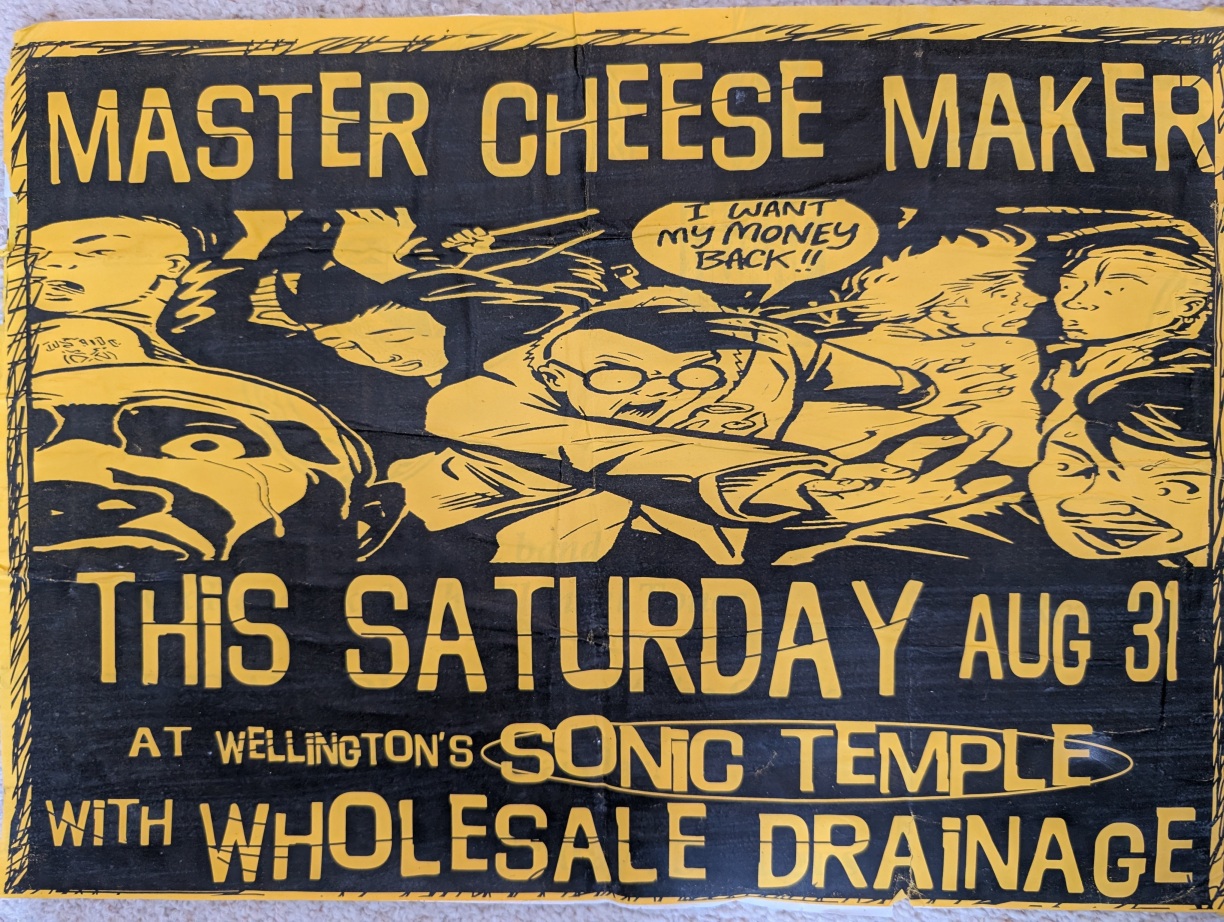 MASTER CHEESE MAKER
I WANT
MY MONEY
BACK!!
THiS SATURDAY AUG 31
AT WELLiNGTON'S SONiC TEMPLE
WiTH WHOLESALE DRAiNAGE